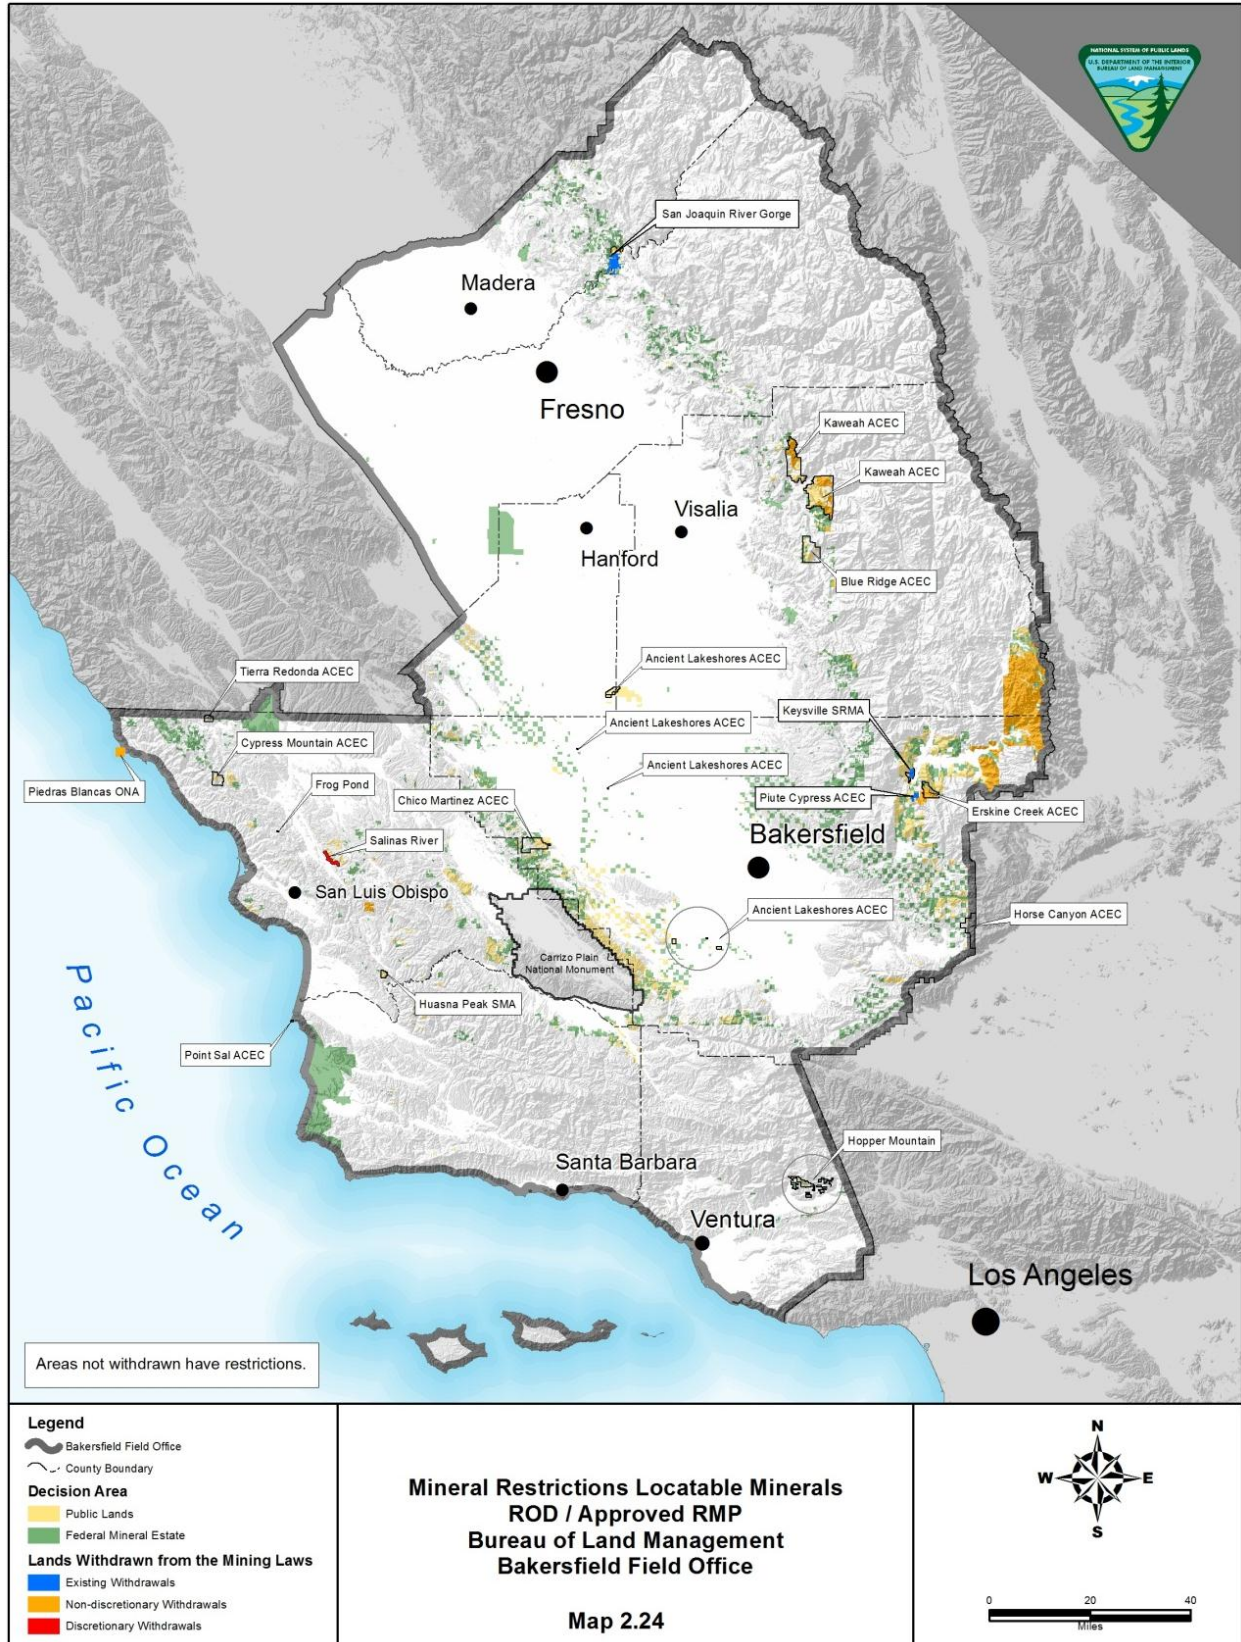 NATIONAL SYSTEM OF PUBLIC LANDS
U.S. DEPARTMENT OF THE INTERIOR
BUREAU OF LAND MANAGEMENT
San Joaquin River Gorge
Madera
Fresno
Kaweah ACEC
Kaweah ACEC
Visalia
Hanford
Blue Ridge ACEC
Ancient Lakeshores ACEC
Tierra Redonda ACEC
Keysville SRMA
Ancient Lakeshores ACEC
Cypress Mountain ACEC
Ancient Lakeshores ACEC
Frog Pond
Piedras Blancas ONA
Chico Martinez ACEC
Piute Cypress ACEC
Erskine Creek ACEC
Salinas River
Bakersfield
San Luis Obispo
Ancient Lakeshores ACEC
Horse Canyon ACEC
Carrizo Plain
National Monument
Huasna Peak SMA
Pacific Ocean
Point Sal ACEC
Hopper Mountain
Santa Barbara
Ventura
Los Angeles
Areas not withdrawn have restrictions.
Legend
Bakersfield Field Office
County Boundary
Decision Area
Public Lands
Federal Mineral Estate
Lands Withdrawn from the Mining Laws
Existing Withdrawals
Non-discretionary Withdrawals
Discretionary Withdrawals
Mineral Restrictions Locatable Minerals
ROD / Approved RMP
Bureau of Land Management
Bakersfield Field Office
Map 2.24
N
W E
S
0 20 40
Miles